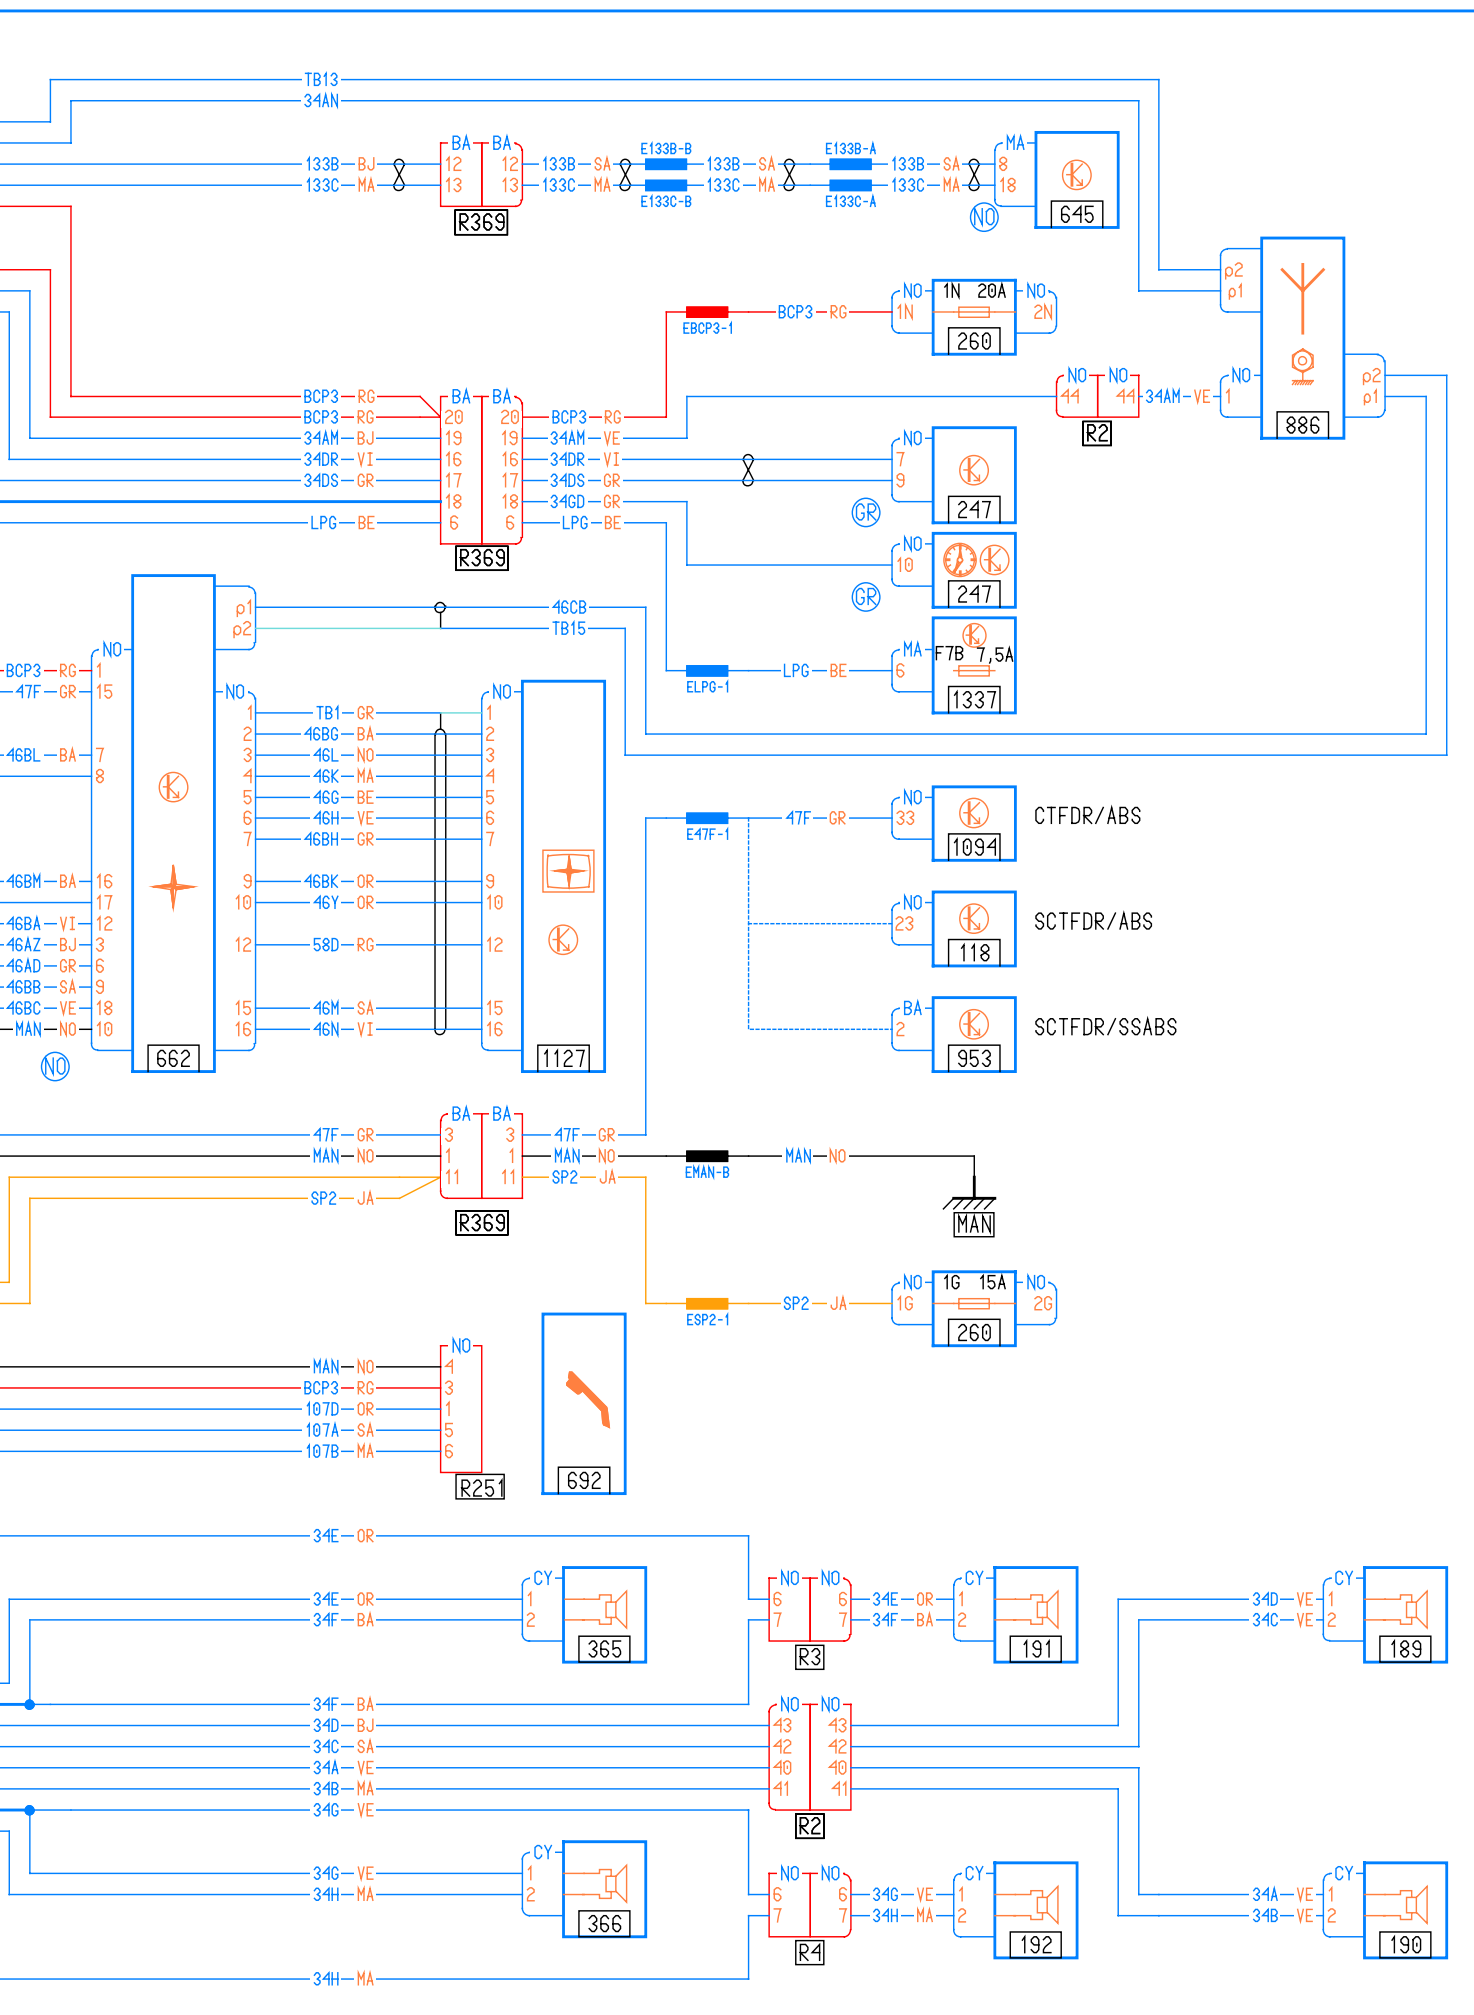 TB13
34AN
BA BA E133B-B E133B-A MA
133B BJ 12 12 133B SA 133B SA 133B SA 8
133C MA 13 13 133C MA 133C MA 133C MA 18
E133C-B E133C-A
R369 NO 645
p2
p1
NO 1N 20A NO
EBCP3-1 BCP3 RG 1N 2N
260
NO NO NO p2
BCP3 RG BA BA 44 44 34AM VE 1 p1
BCP3 RG 20 20 BCP3 RG
R2 886
34AM BJ 19 19 34AM VE NO
34DR VI 16 16 34DR VI 7
34DS GR 17 17 34DS GR 9
18 18 34GD GR GR 247
LPG BE 6 6 LPG BE
NO
R369 10
GR 247
p1 46CB
p2 TB15
NO MA F7B 7,5A
BCP3 RG 1 ELPG-1 LPG BE 6
47F GR 15 NO NO 1337
1 TB1 GR 1
2 46BG BA 2
46BL BA 7 3 46L NO 3
8 4 46K MA 4
5 46G BE 5 NO
6 46H VE 6 E47F-1 47F GR 33 CTFDR/ABS
7 46BH GR 7 1094
46BM BA 16 9 46BK OR 9
17 10 46Y OR 10 NO
46BA VI 12 23 SCTFDR/ABS
46AZ BJ 3 12 58D RG 12 118
46AD GR 6
46BB SA 9
46BC VE 18 15 46M SA 15 BA
MAN NO 10 16 46N VI 16 2 SCTFDR/SSABS
NO 662 1127 953
BA BA
47F GR 3 3 47F GR
MAN NO 1 1 MAN NO EMAN-B MAN NO
11 11 SP2 JA
SP2 JA
R369 MAN
NO 1G 15A NO
ESP2-1 SP2 JA 1G 2G
260
NO
MAN NO 4
BCP3 RG 3
107D OR 1
107A SA 5
107B MA 6
R251 692
34E OR
CY NO NO CY CY
34E OR 1 6 6 34E OR 1 34D VE 1
34F BA 2 7 7 34F BA 2 34C VE 2
365 R3 191 189
34F BA NO NO
34D BJ 43 43
34C SA 42 42
34A VE 40 40
34B MA 41 41
34G VE
R2
CY NO NO CY CY
34G VE 1
34H MA 2 6 6 34G VE 1 34A VE 1
7 7 34H MA 2 34B VE 2
366 R4 192 190
34H MA